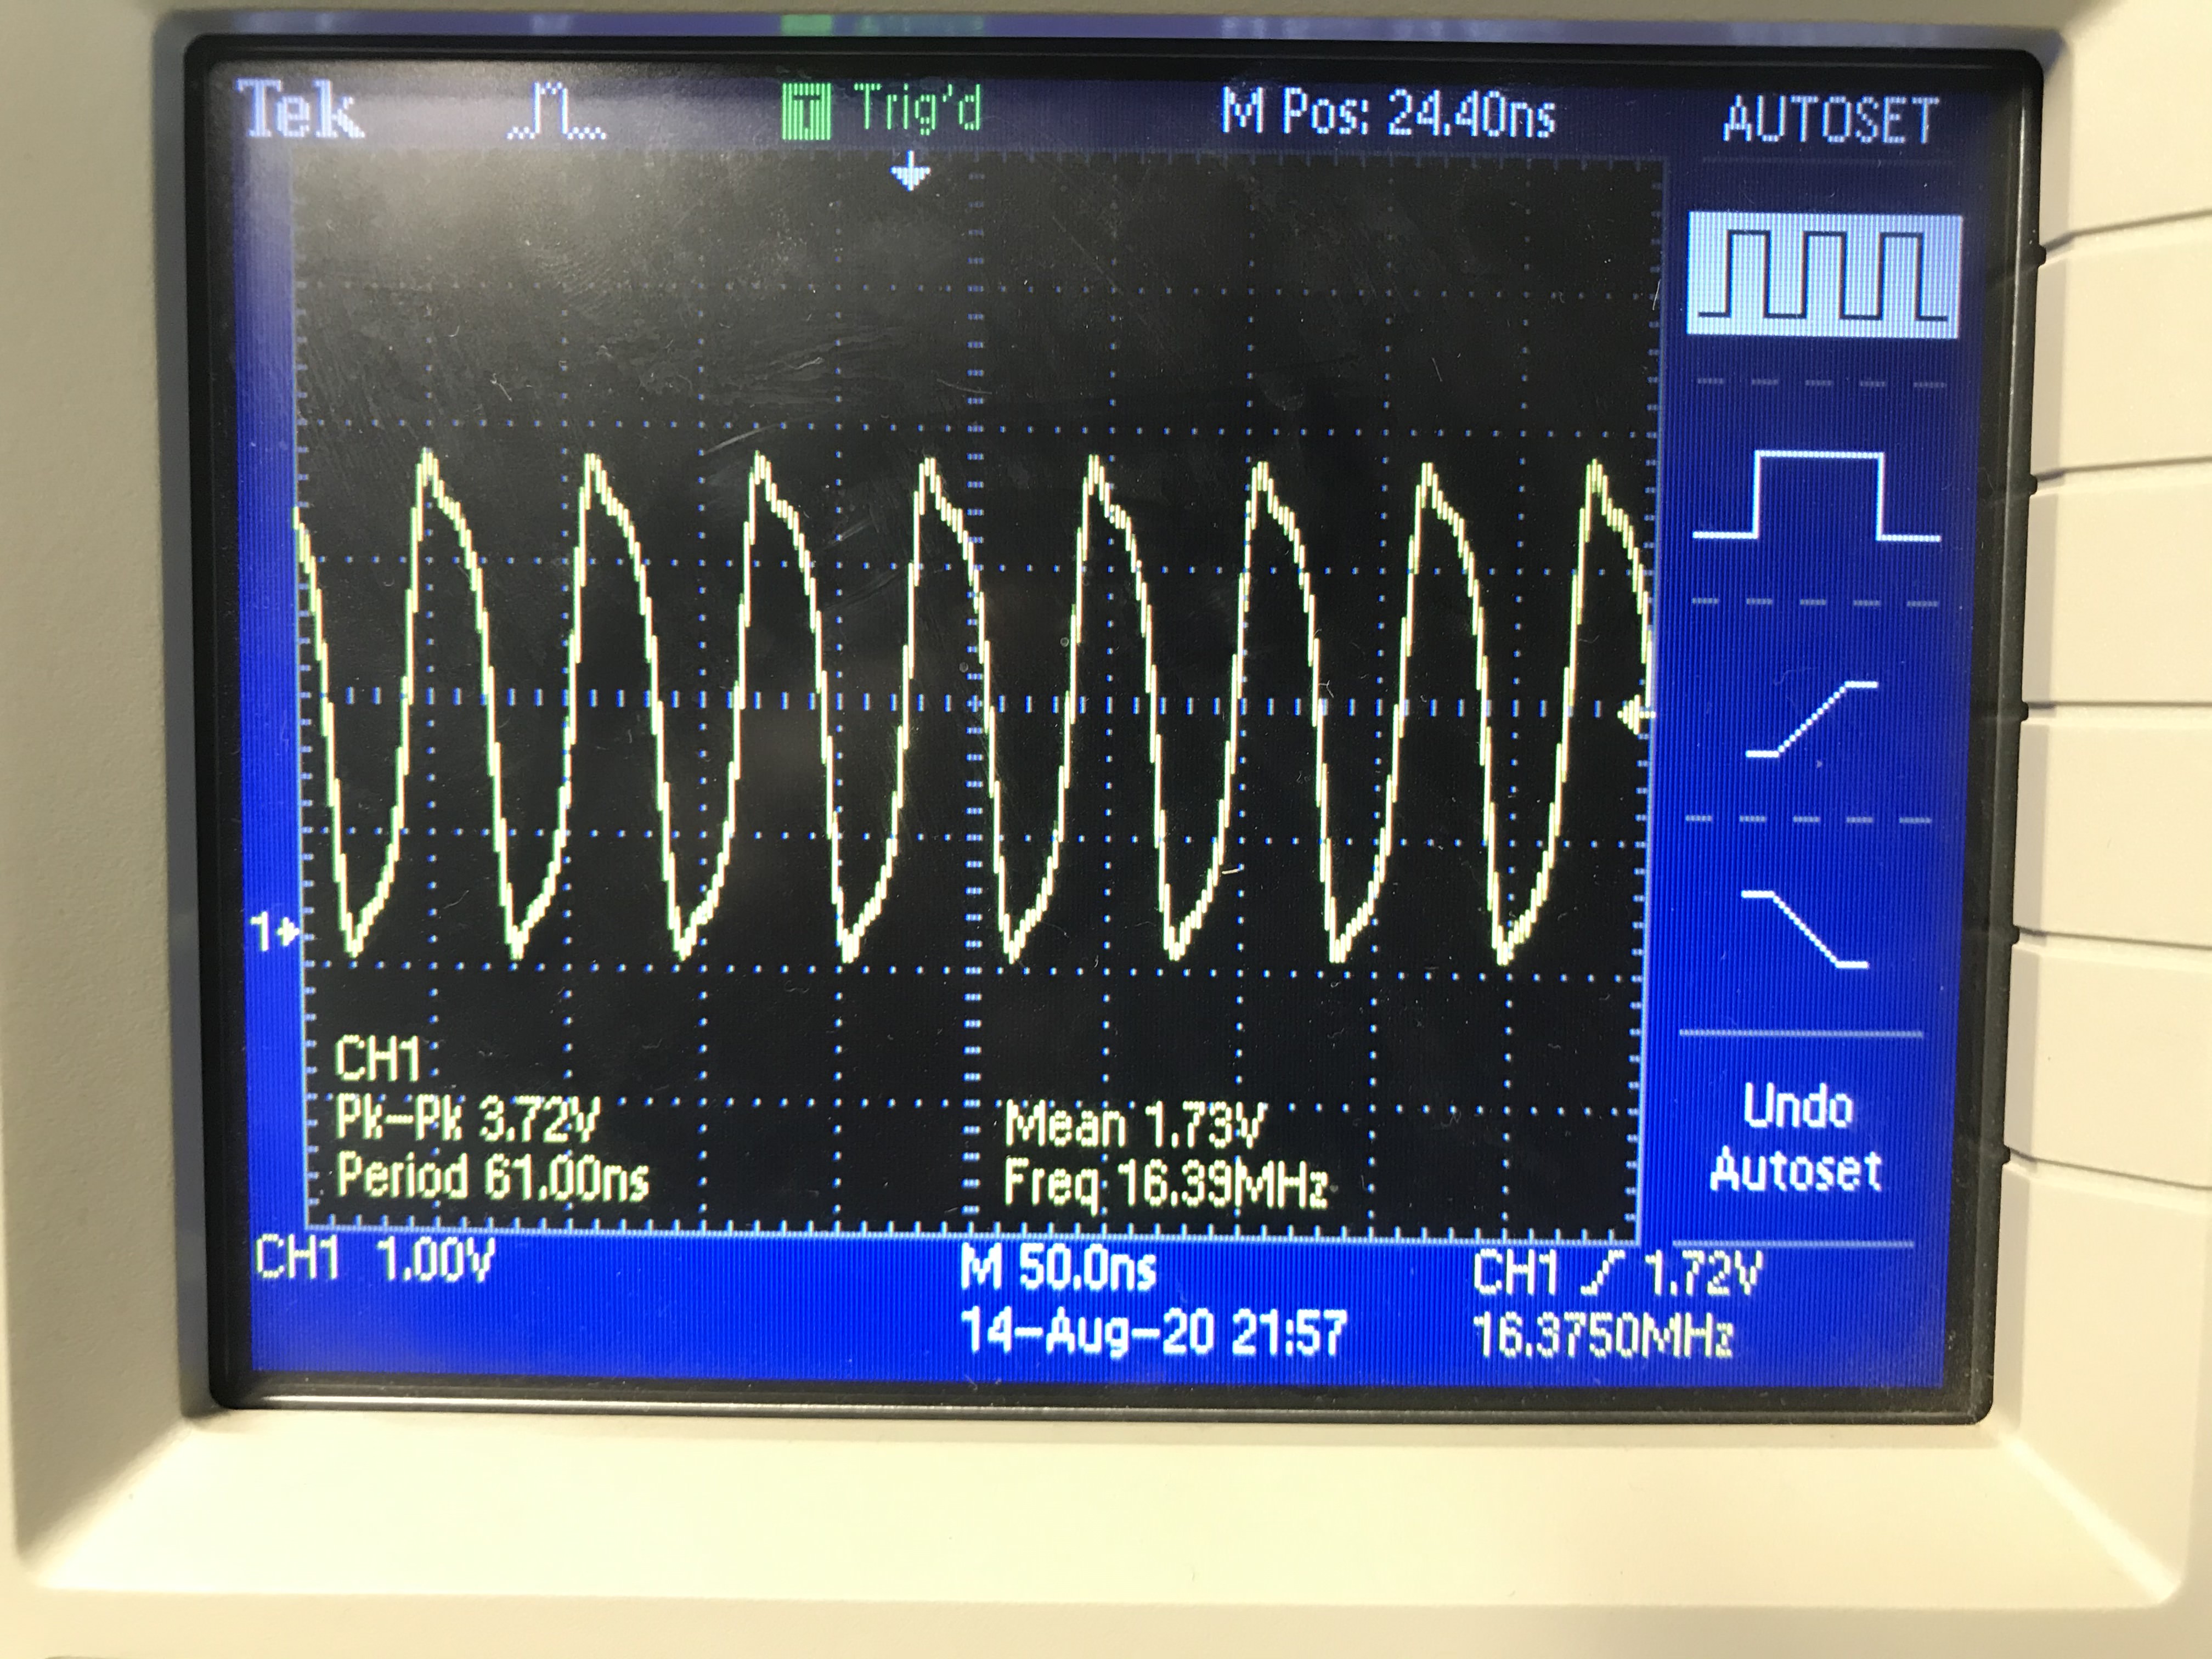 Tek T Trig'd M Pos: 24.40ns AUTOSET
1
CH1
Pk-Pk 3.72V Mean 1.73V
Period 61.00ns Freq 16.39MHz
Undo
Autoset
CH1 1.00V M 50.0ns CH1 1.72V
14-Aug-20 21:57 16.3750MHz